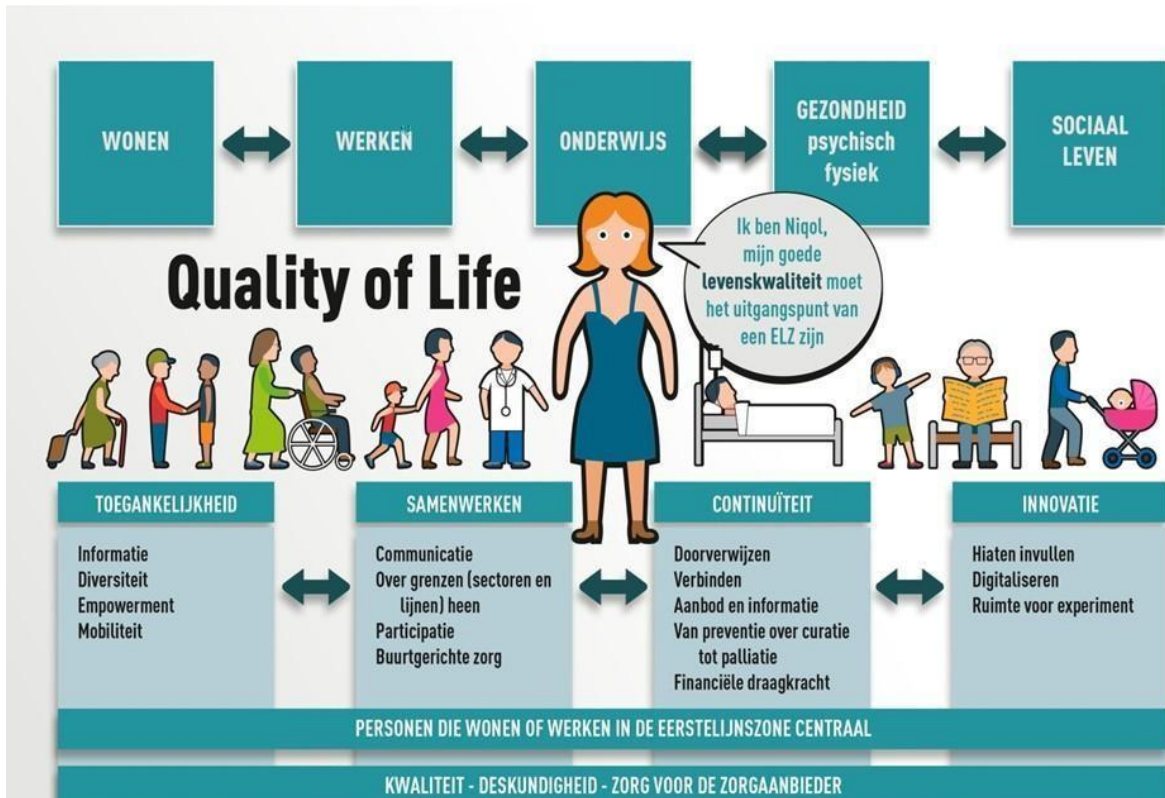 WONEN
WERKEN
ONDERWIJS
GEZONDHEID
psychisch
fysiek
SOCIAAL
LEVEN
Quality of Life
Ik ben Niqol,
mijn goede
levenskwaliteit moet
het uitgangspunt van
een ELZ zijn
TOEGANKELIJKHEID
Informatie
Diversiteit
Empowerment
Mobiliteit
SAMENWERKEN
Communicatie
Over grenzen (sectoren en
lijnen) heen
Participatie
Buurtgerichte zorg
CONTINUÏTEIT
Doorverwijzen
Verbinden
Aanbod en informatie
Van preventie over curatie
tot palliatie
Financiële draagkracht
INNOVATIE
Hiaten invullen
Digitaliseren
Ruimte voor experiment
PERSONEN DIE WONEN OF WERKEN IN DE EERSTELIJNSZONE CENTRAAL
KWALITEIT - DESKUNDIGHEID - ZORG VOOR DE ZORGAANBIEDER